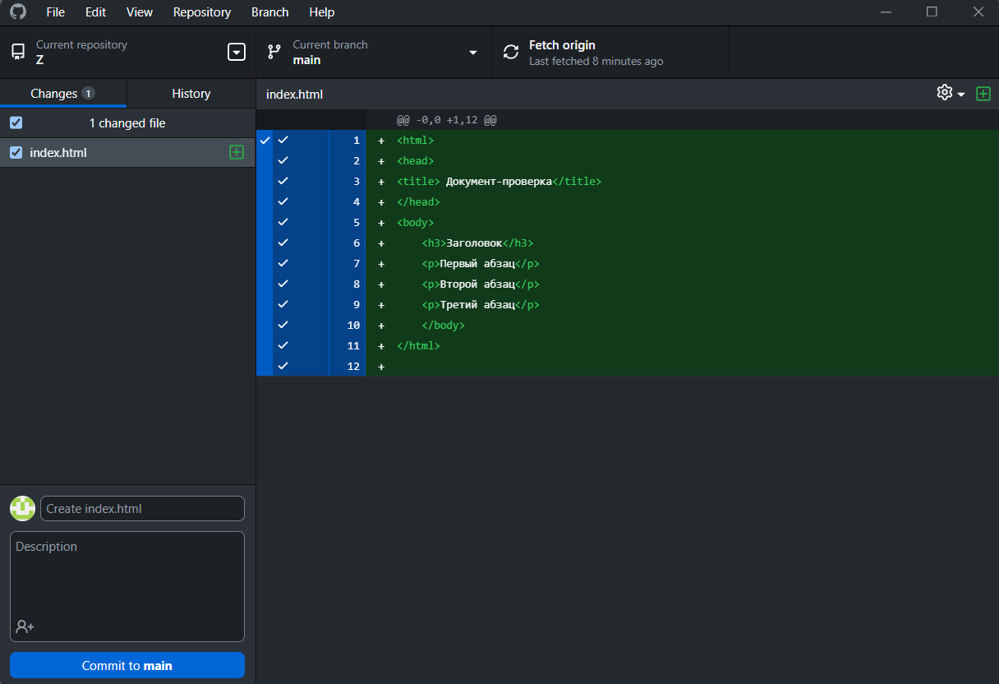 File Edit View Repository Branch Help
Current repository
Z
Current branch
main
Fetch origin
Last fetched 8 minutes ago
Changes 1
History
index.html
1 changed file
index.html
@@ -0,0 +1,12 @@
1 + <html>
2 + <head>
3 + <title> Документ-проверка</title>
4 + </head>
5 + <body>
6 + <h3>Заголовок</h3>
7 + <p>Первый абзац</p>
8 + <p>Второй абзац</p>
9 + <p>Третий абзац</p>
10 + </body>
11 + </html>
12 +
Create index.html
Description
Commit to main